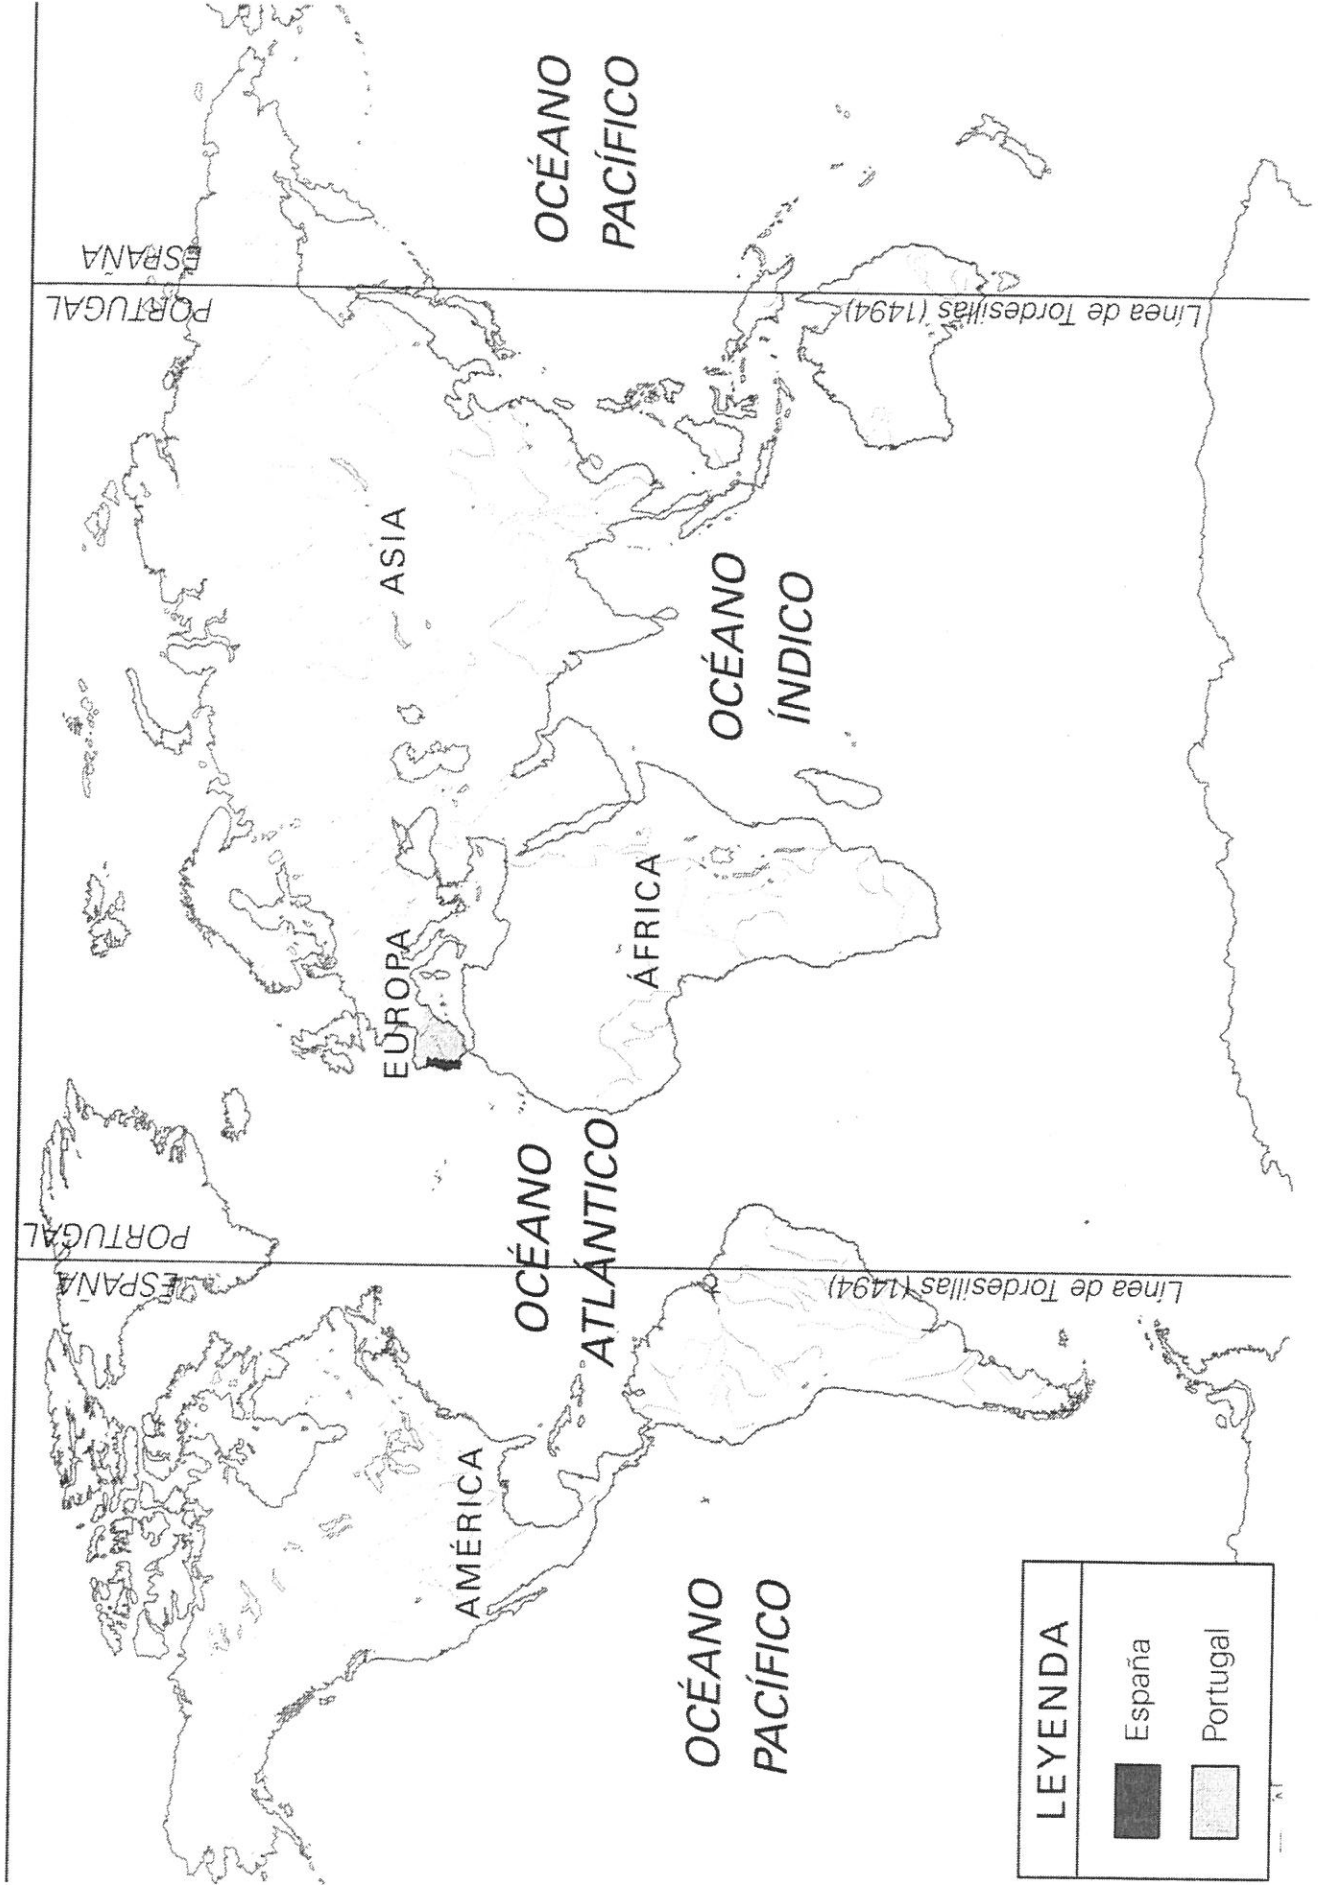 ESPAÑA
PORTUGAL
PORTUGAL
ESPAÑA
EUROPA
ASIA
AMÉRICA
OCÉANO
ATLÁNTICO
ÁFRICA
OCÉANO
PACÍFICO
OCÉANO
PACÍFICO
OCÉANO
ÍNDICO
Línea de Tordesillas (1494)
Línea de Tordesillas (1494)
LEYENDA
España
Portugal